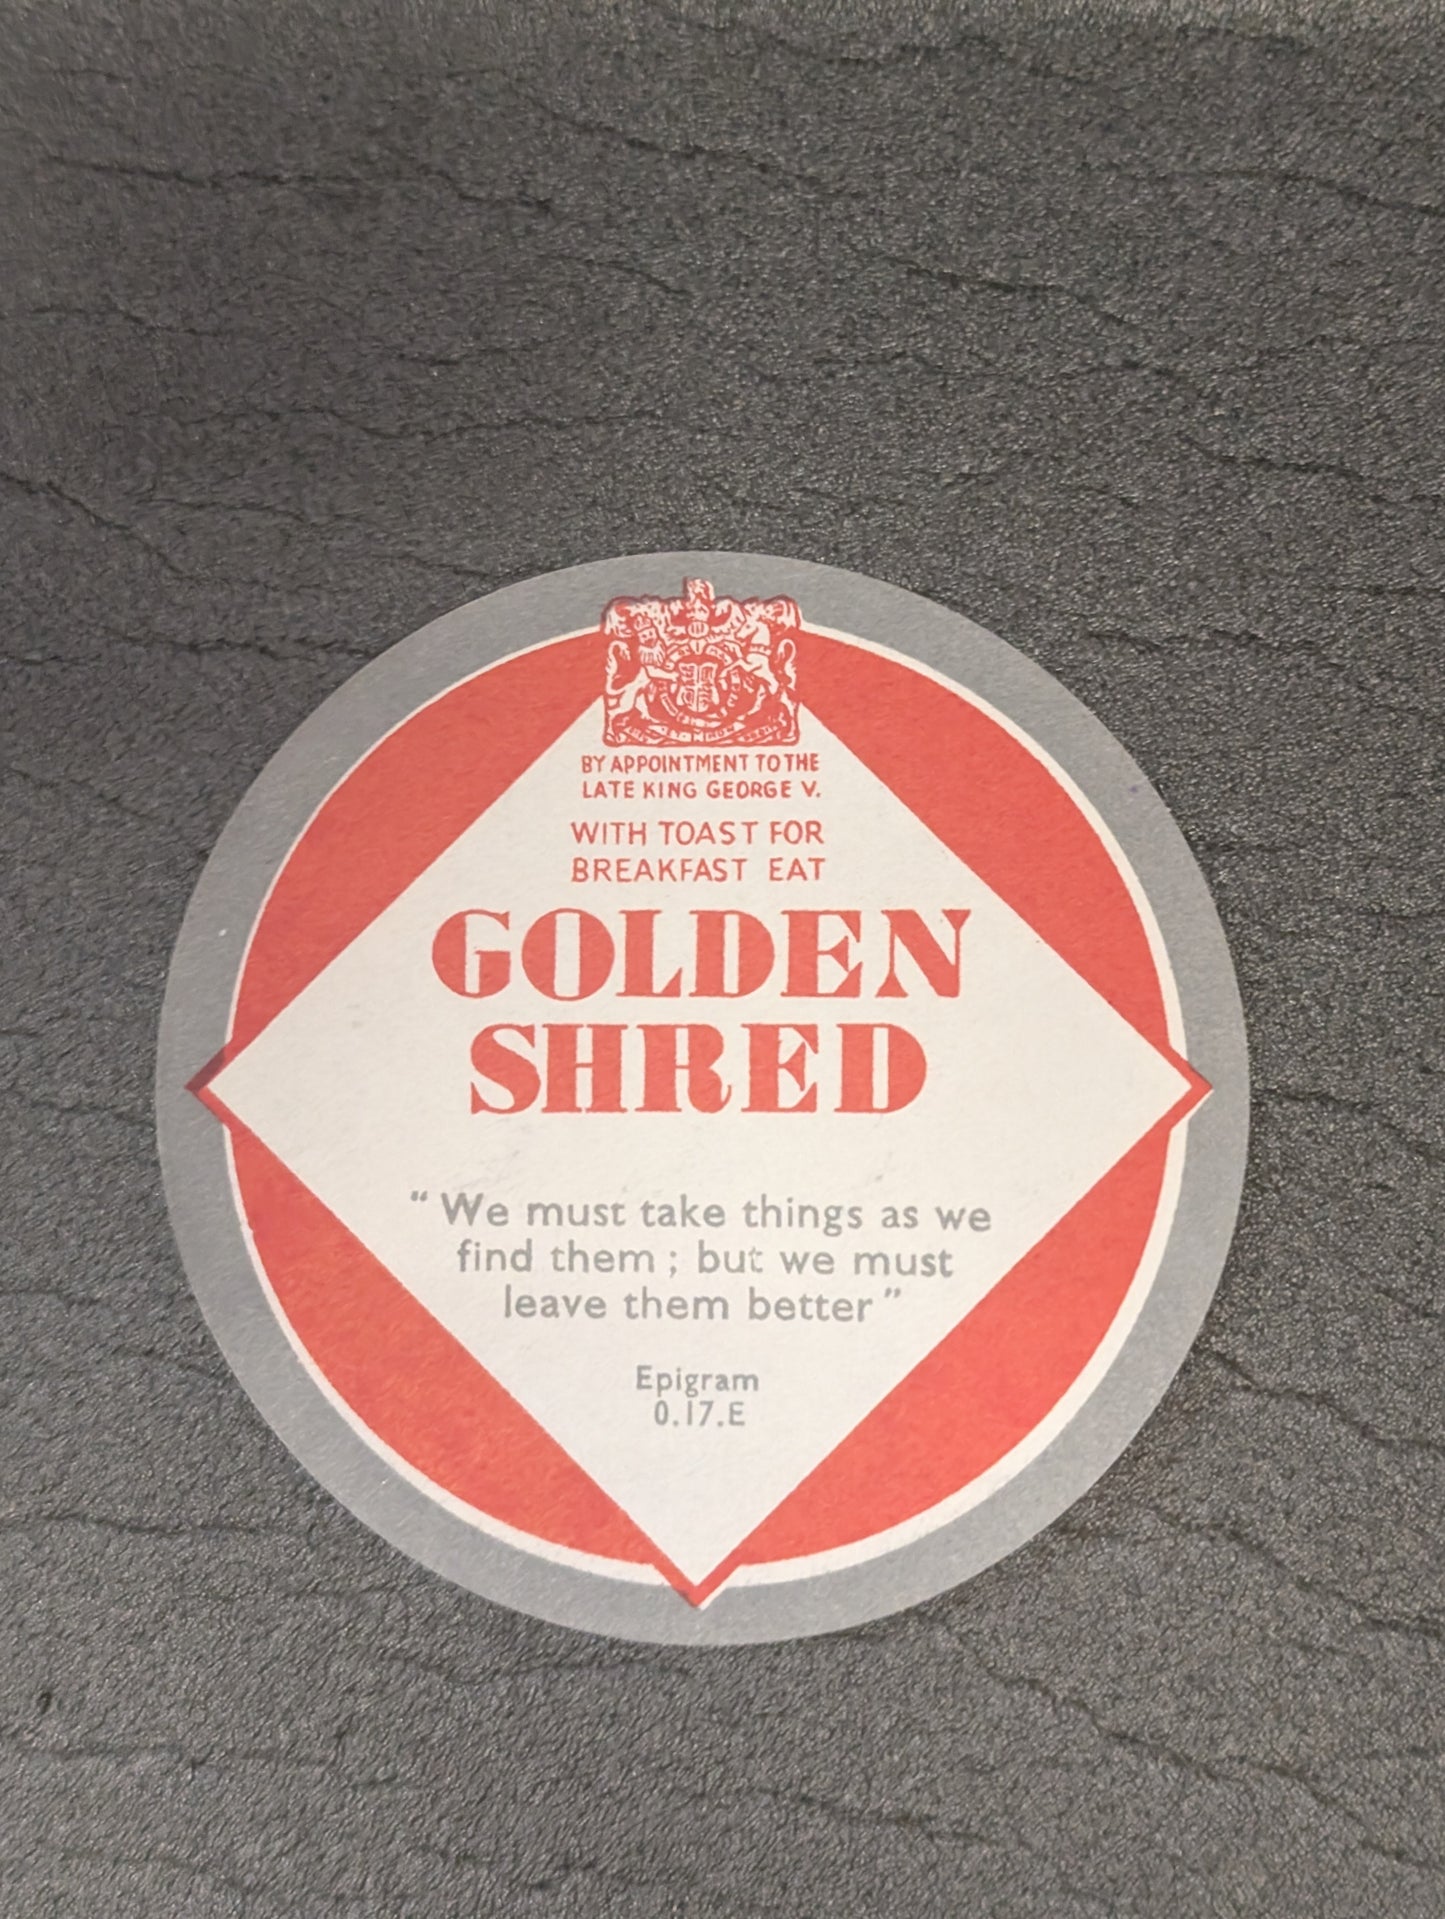 BY APPOINTMENT TO THE
LATE KING GEORGE V.
WITH TOAST FOR
BREAKFAST EAT
GOLDEN
SHRED
“We must take things as we
find them ; but we must
leave them better”
Epigram
0.17.E